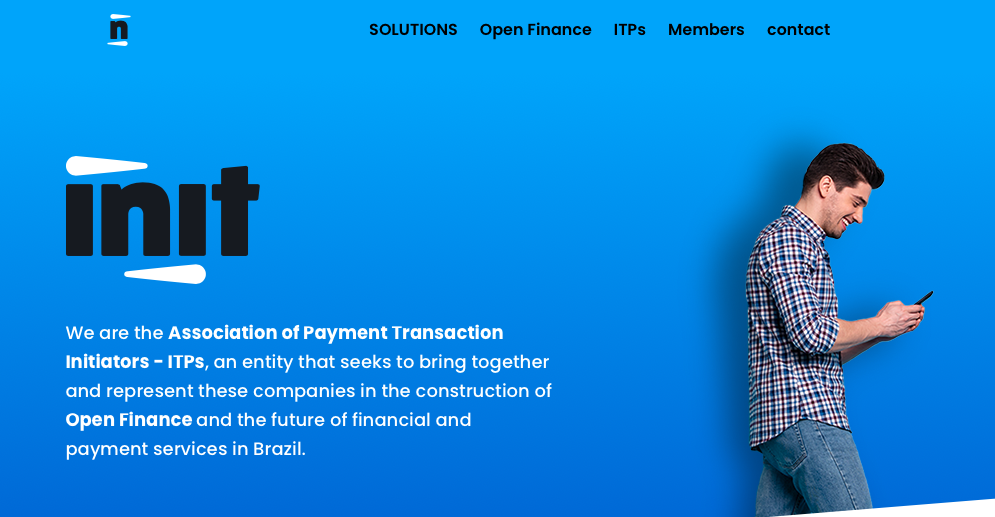 n
SOLUTIONS Open Finance ITPs Members contact
init
We are the Association of Payment Transaction
Initiators - ITPs, an entity that seeks to bring together
and represent these companies in the construction of
Open Finance and the future of financial and
payment services in Brazil.